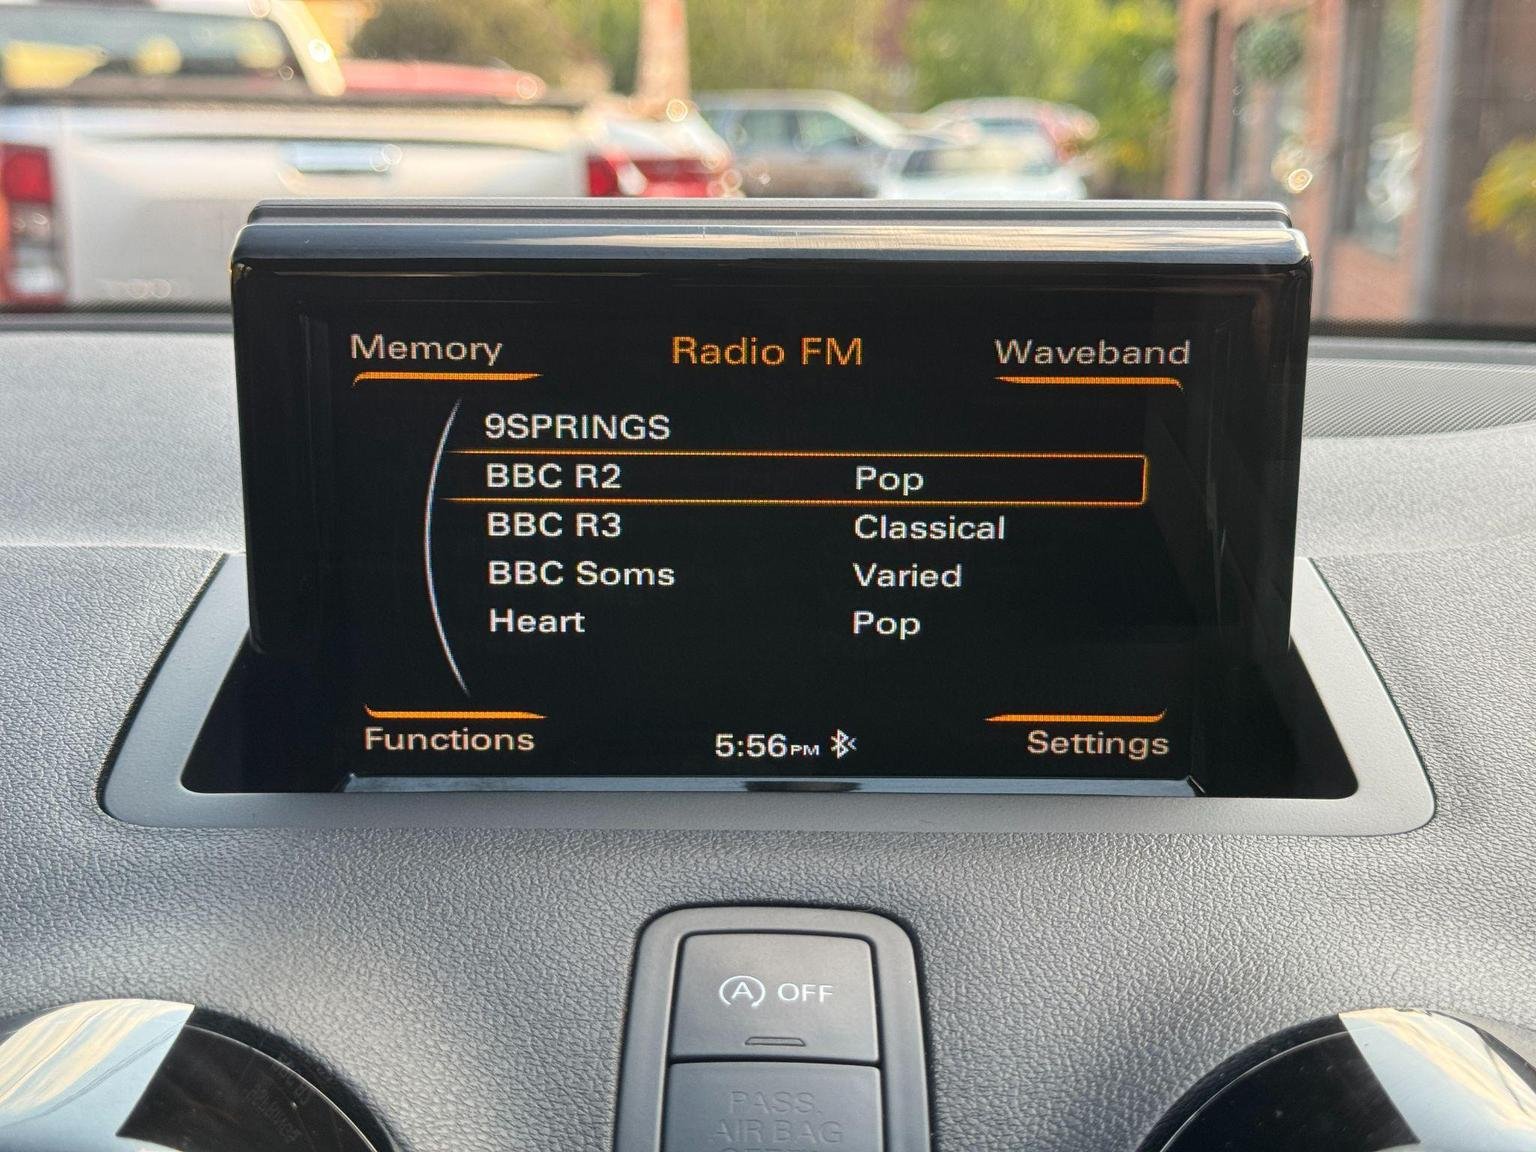 Memory Radio FM Waveband
9SPRINGS
BBC R2 Pop
BBC R3 Classical
BBC Soms Varied
Heart Pop
Functions 5:56PM Settings
A OFF
PASS.
AIR BAG